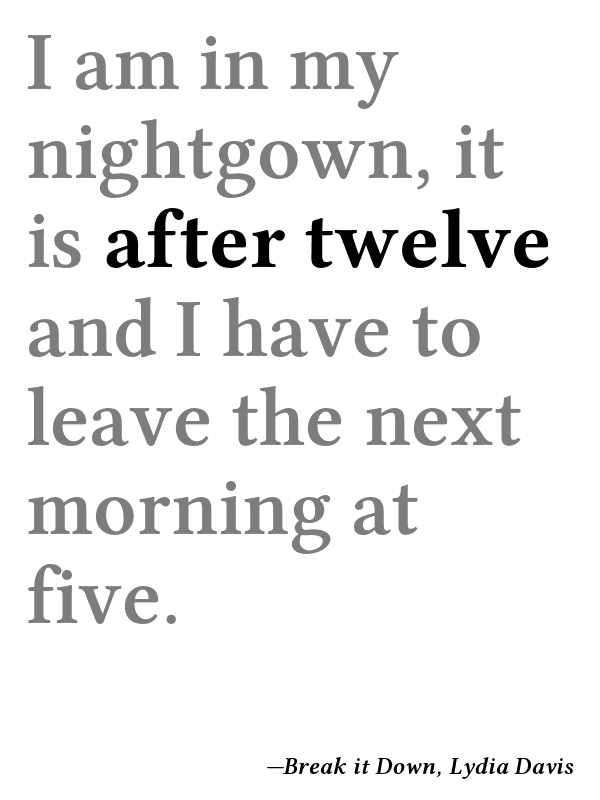 I am in my
nightgown, it
is after twelve
and I have to
leave the next
morning at
five.
—Break it Down, Lydia Davis